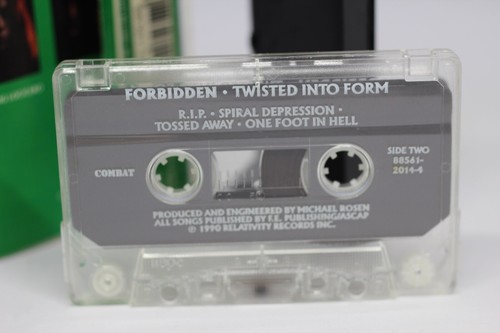 FORBIDDEN • TWISTED INTO FORM
R.I.P. • SPIRAL DEPRESSION •
TOSSED AWAY • ONE FOOT IN HELL
COMBAT
SIDE TWO
88561-
2014-4
PRODUCED AND ENGINEERED BY MICHAEL ROSEN
ALL SONGS PUBLISHED BY F.E. PUBLISHING/ASCAP
℗ 1990 RELATIVITY RECORDS INC.